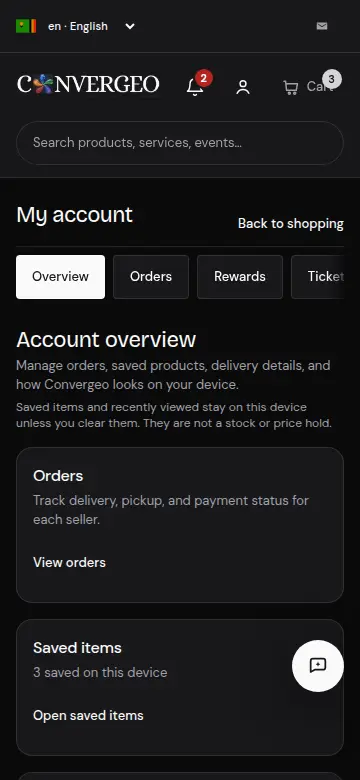 en · English
CONVERGEO
2
Cart
3
Search products, services, events...
My account
Back to shopping
Overview
Orders
Rewards
Ticket
Account overview
Manage orders, saved products, delivery details, and
how Convergeo looks on your device.
Saved items and recently viewed stay on this device
unless you clear them. They are not a stock or price hold.
Orders
Track delivery, pickup, and payment status for
each seller.
View orders
Saved items
3 saved on this device
Open saved items